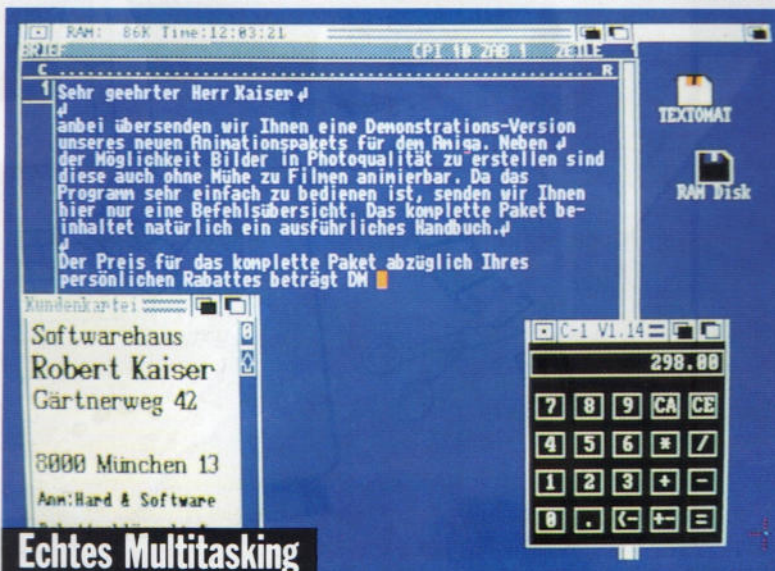 RAM: 86K Time:12:03:21
BRIEF CPI 10 ZAB 1 ZEILE 1
C R
1 Sehr geehrter Herr Kaiser
anbei übersenden wir Ihnen eine Demonstrations-Version
unseres neuen Animationspakets für den Amiga. Neben
der Möglichkeit Bilder in Photoqualität zu erstellen sind
diese auch ohne Mühe zu Filmen animierbar. Da das
Programm sehr einfach zu bedienen ist, senden wir Ihnen
hier nur eine Befehlsübersicht. Das komplette Paket be-
inhaltet natürlich ein ausführliches Handbuch.
Der Preis für das komplette Paket abzüglich Ihres
persönlichen Rabattes beträgt DM
TEXTOMAT
RAM Disk
Kundenkartei
0
Softwarehaus
Robert Kaiser
Gärtnerweg 42
8000 München 13
Anm:Hard & Software
C-1 V1.14
298.00
7 8 9 CA CE
4 5 6 * /
1 2 3 + -
0 . <- +- =
Echtes Multitasking